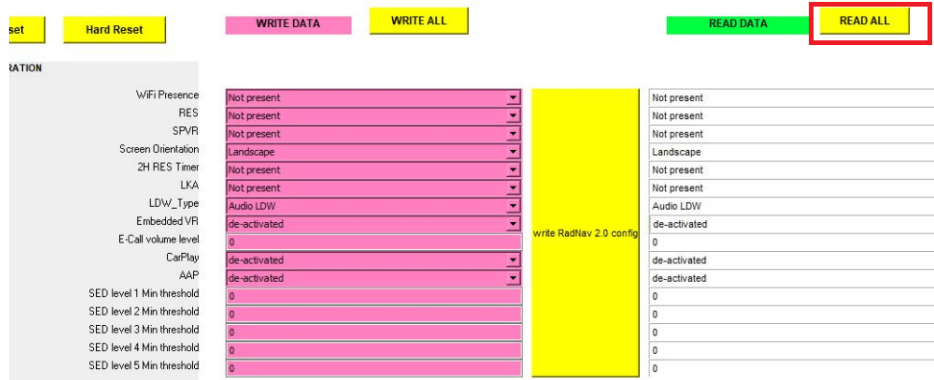 set Hard Reset WRITE DATA WRITE ALL READ DATA READ ALL
RATION
WiFi Presence Not present Not present
RES Not present Not present
SPVR Not present Not present
Screen Orientation Landscape Landscape
2H RES Timer Not present Not present
LKA Not present Not present
LDW_Type Audio LDW Audio LDW
Embedded VR de-activated de-activated
write RadNav 2.0 config
E-Call volume level 0 0
CarPlay de-activated de-activated
AAP de-activated de-activated
SED level 1 Min threshold 0 0
SED level 2 Min threshold 0 0
SED level 3 Min threshold 0 0
SED level 4 Min threshold 0 0
SED level 5 Min threshold 0 0